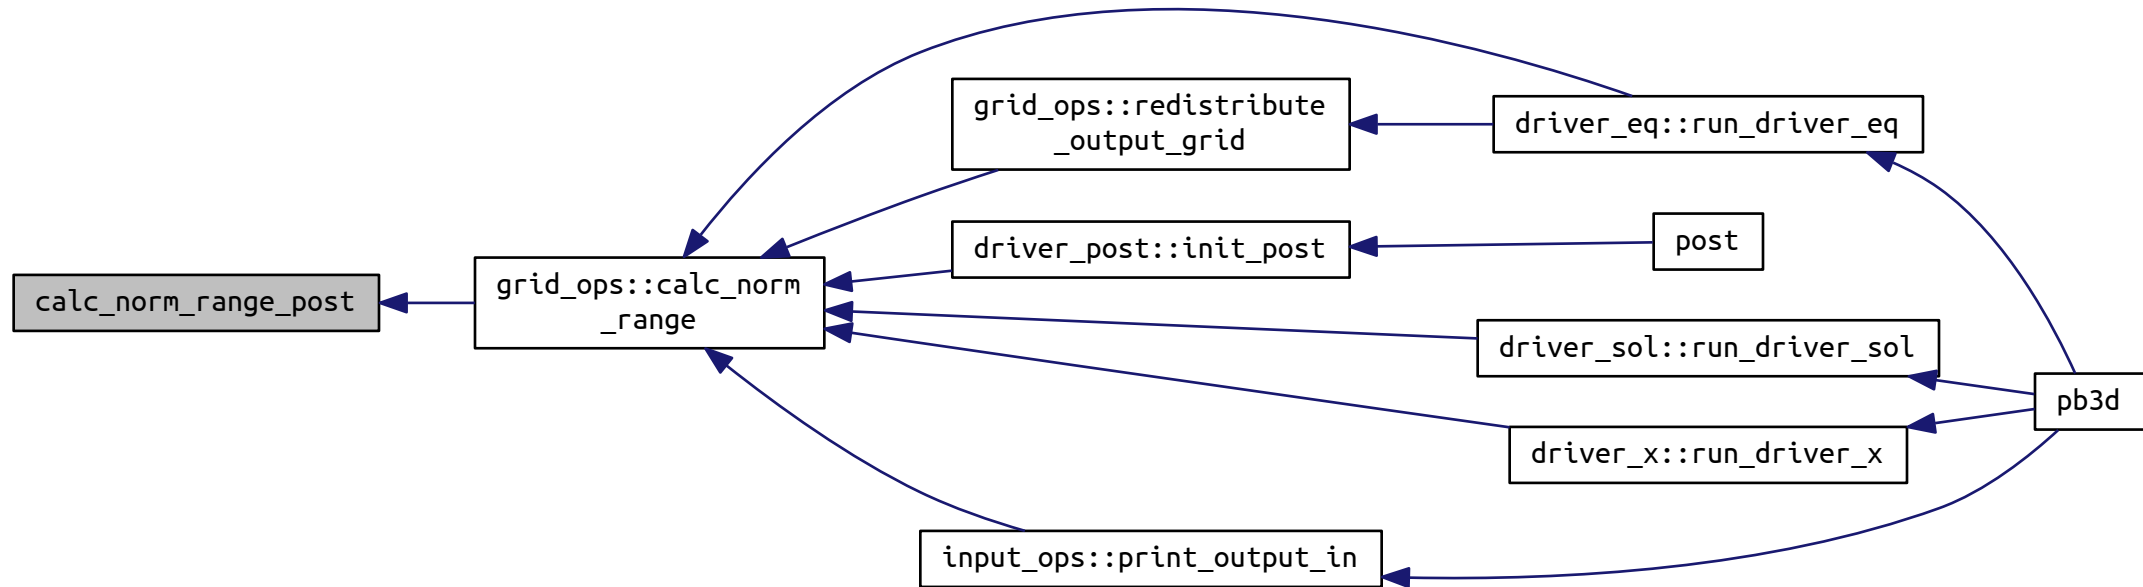 grid_ops::redistribute
_output_grid
driver_eq::run_driver_eq
driver_post::init_post
post
calc_norm_range_post
grid_ops::calc_norm
_range
driver_sol::run_driver_sol
pb3d
driver_x::run_driver_x
input_ops::print_output_in